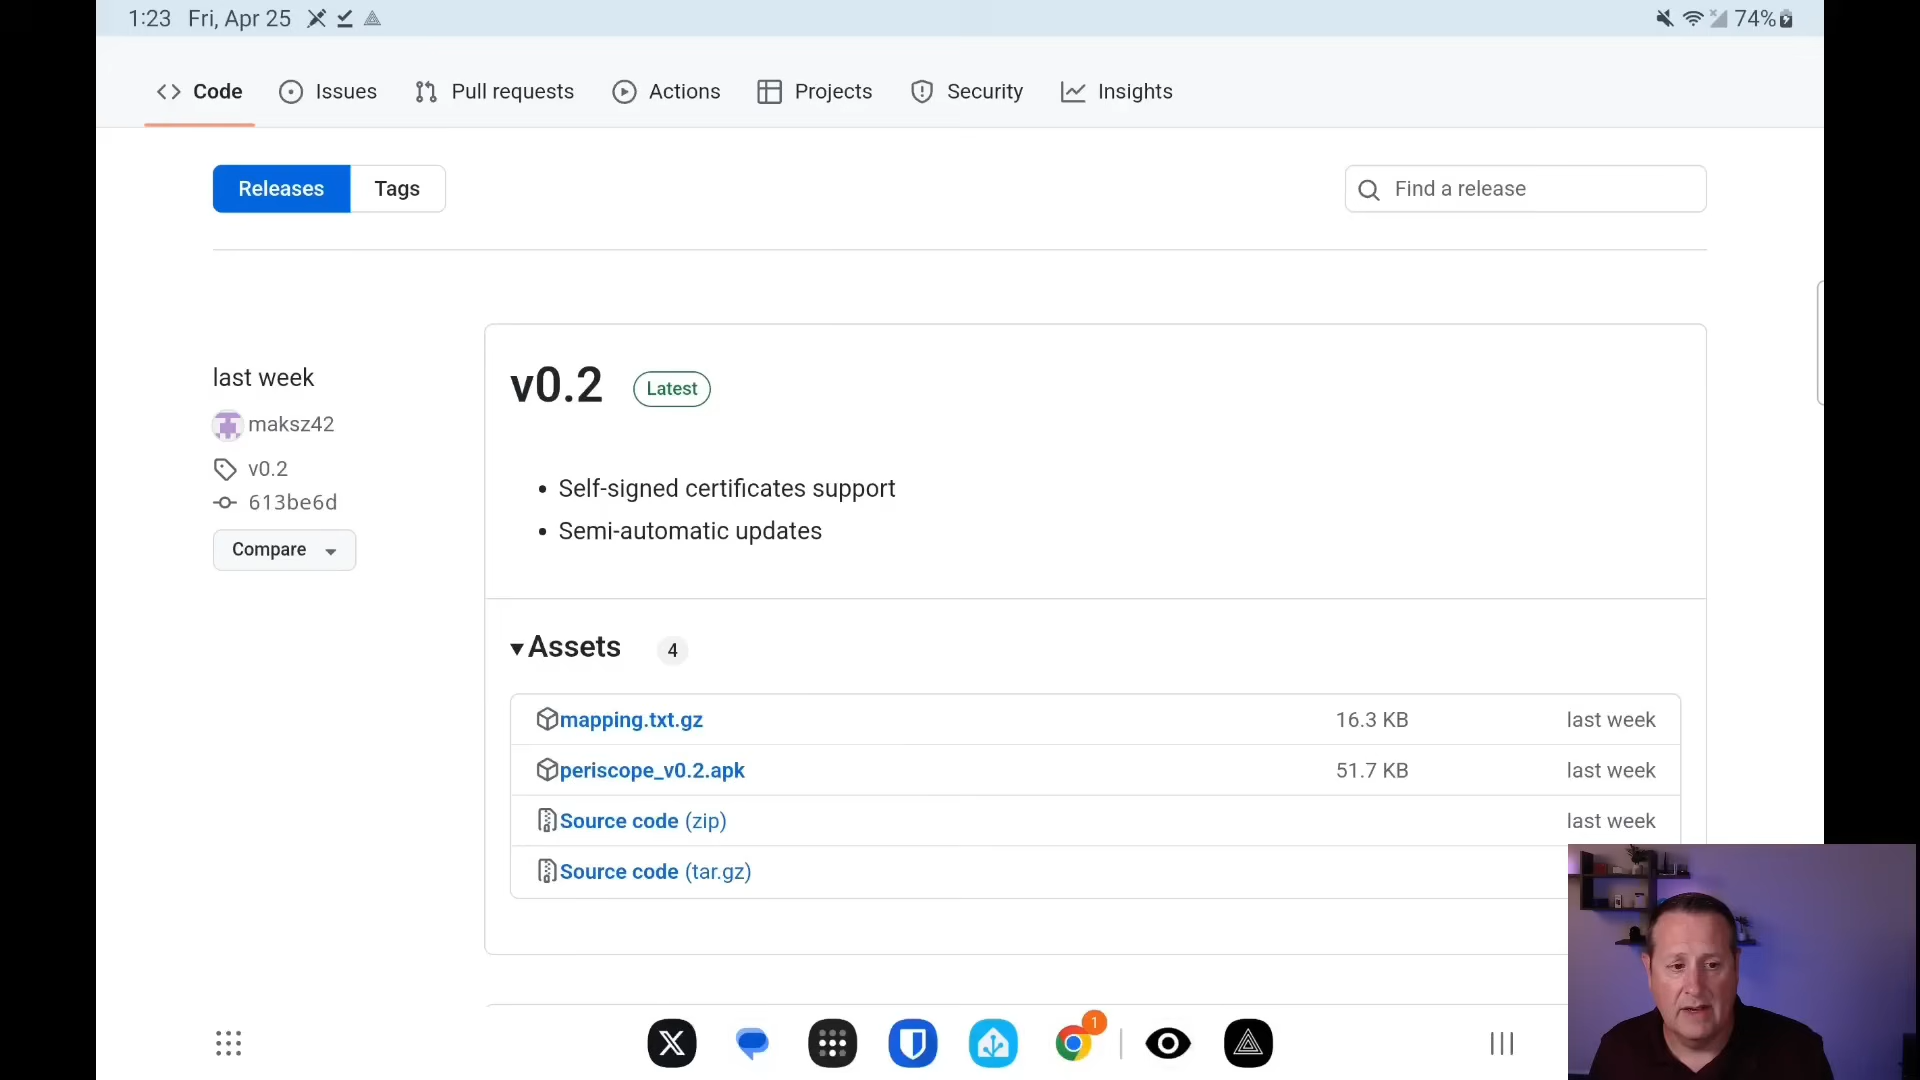 1:23 Fri, Apr 25 74%
Code Issues Pull requests Actions Projects Security Insights
Releases Tags Find a release
last week
maksz42
v0.2
613be6d
Compare
v0.2 Latest
• Self-signed certificates support
• Semi-automatic updates
Assets 4
mapping.txt.gz 16.3 KB last week
periscope_v0.2.apk 51.7 KB last week
Source code (zip) last week
Source code (tar.gz)
1